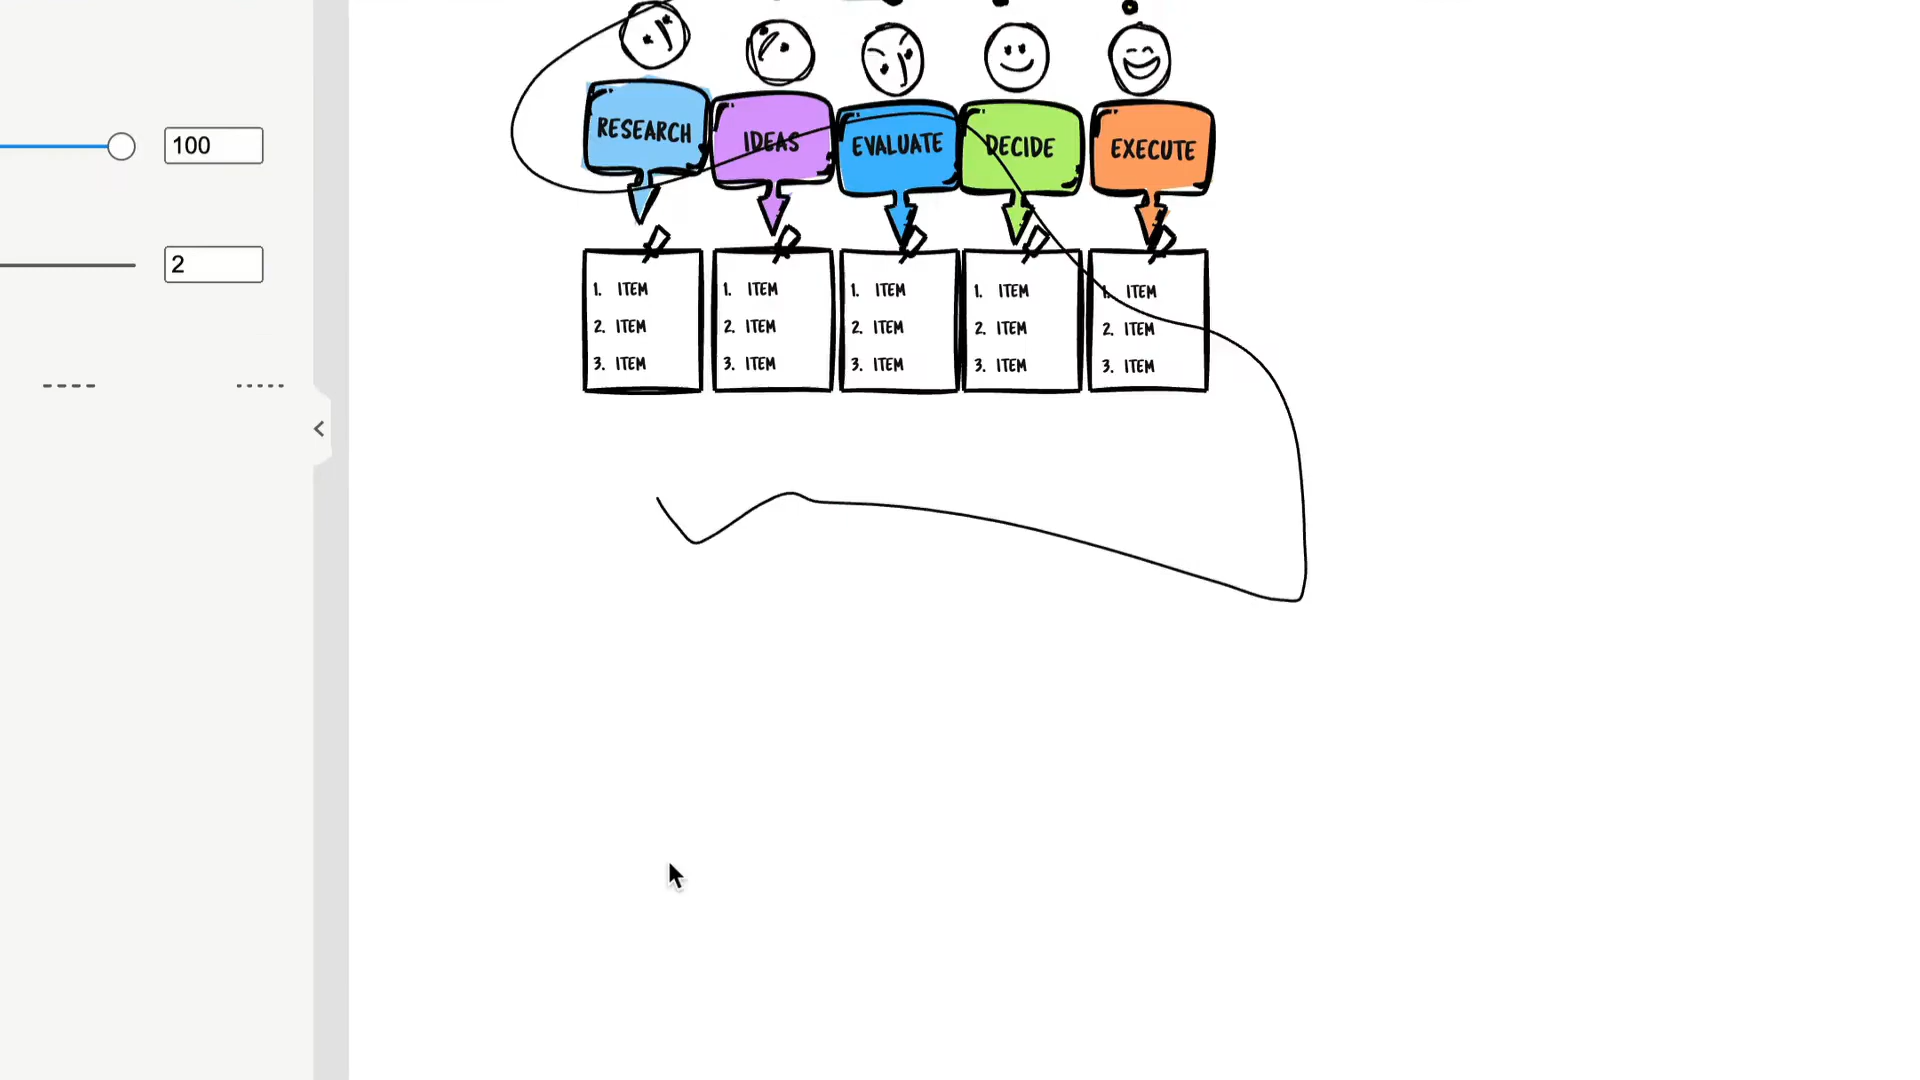 100
2
RESEARCH
IDEAS
EVALUATE
DECIDE
EXECUTE
1. ITEM
2. ITEM
3. ITEM
1. ITEM
2. ITEM
3. ITEM
1. ITEM
2. ITEM
3. ITEM
1. ITEM
2. ITEM
3. ITEM
1. ITEM
2. ITEM
3. ITEM